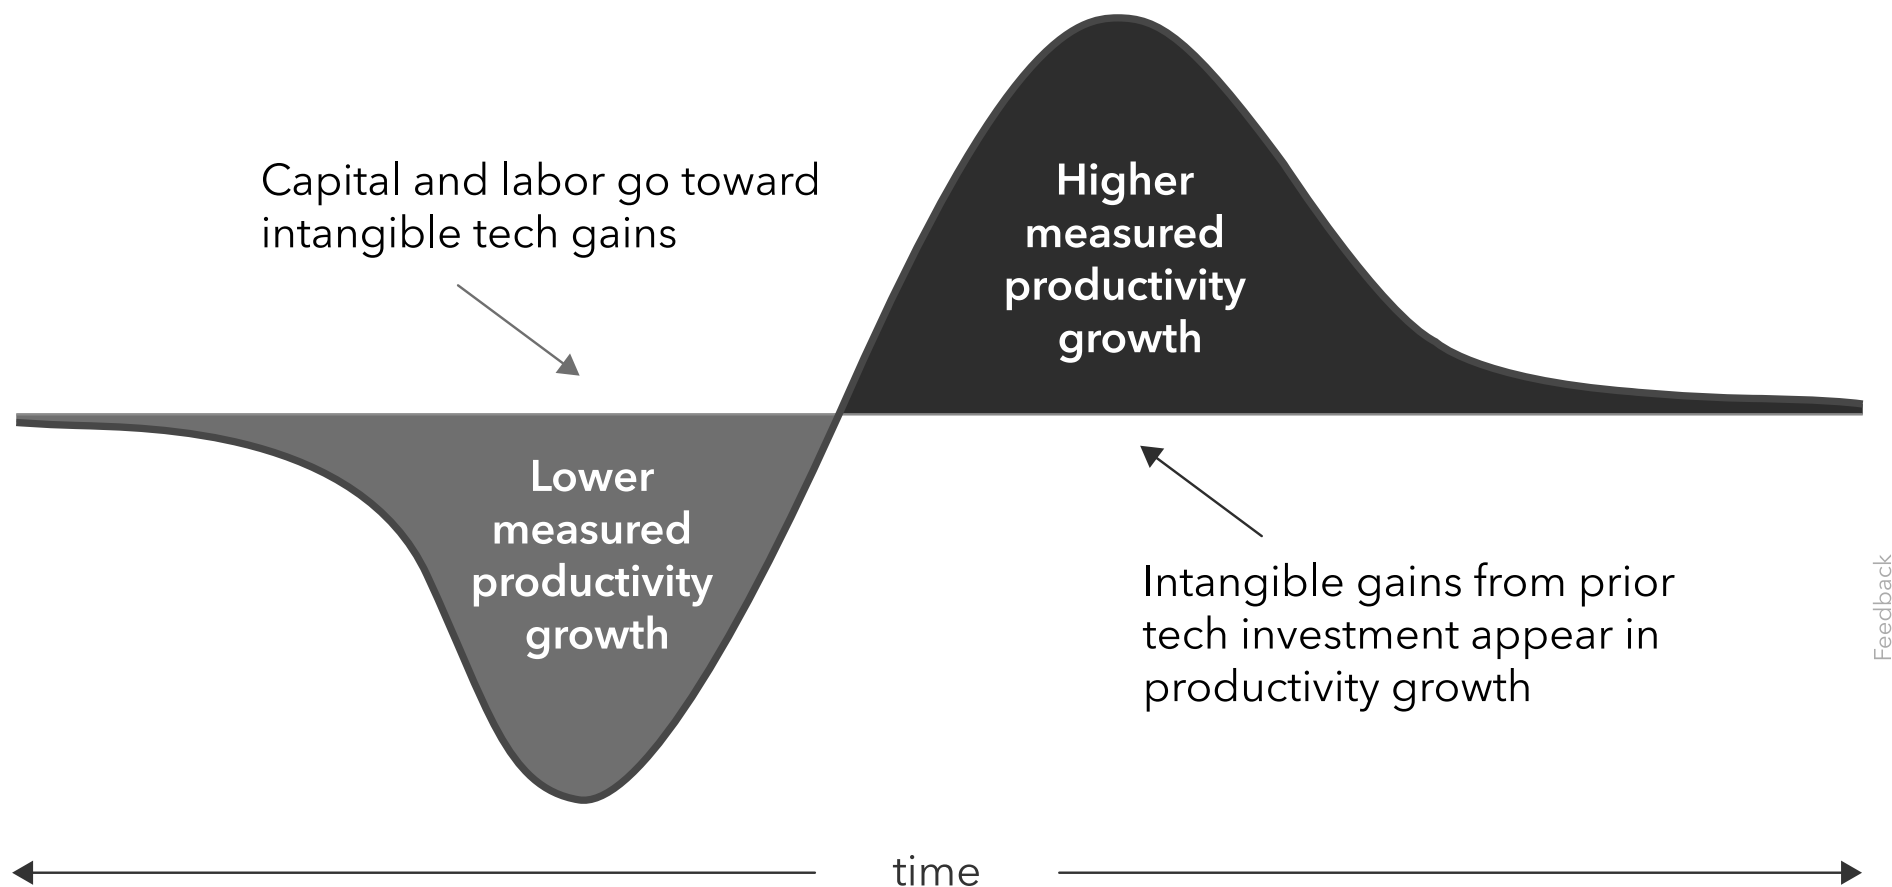 Capital and labor go toward
intangible tech gains
Higher
measured
productivity
growth
Lower
measured
productivity
growth
Intangible gains from prior
tech investment appear in
productivity growth
Feedback
time